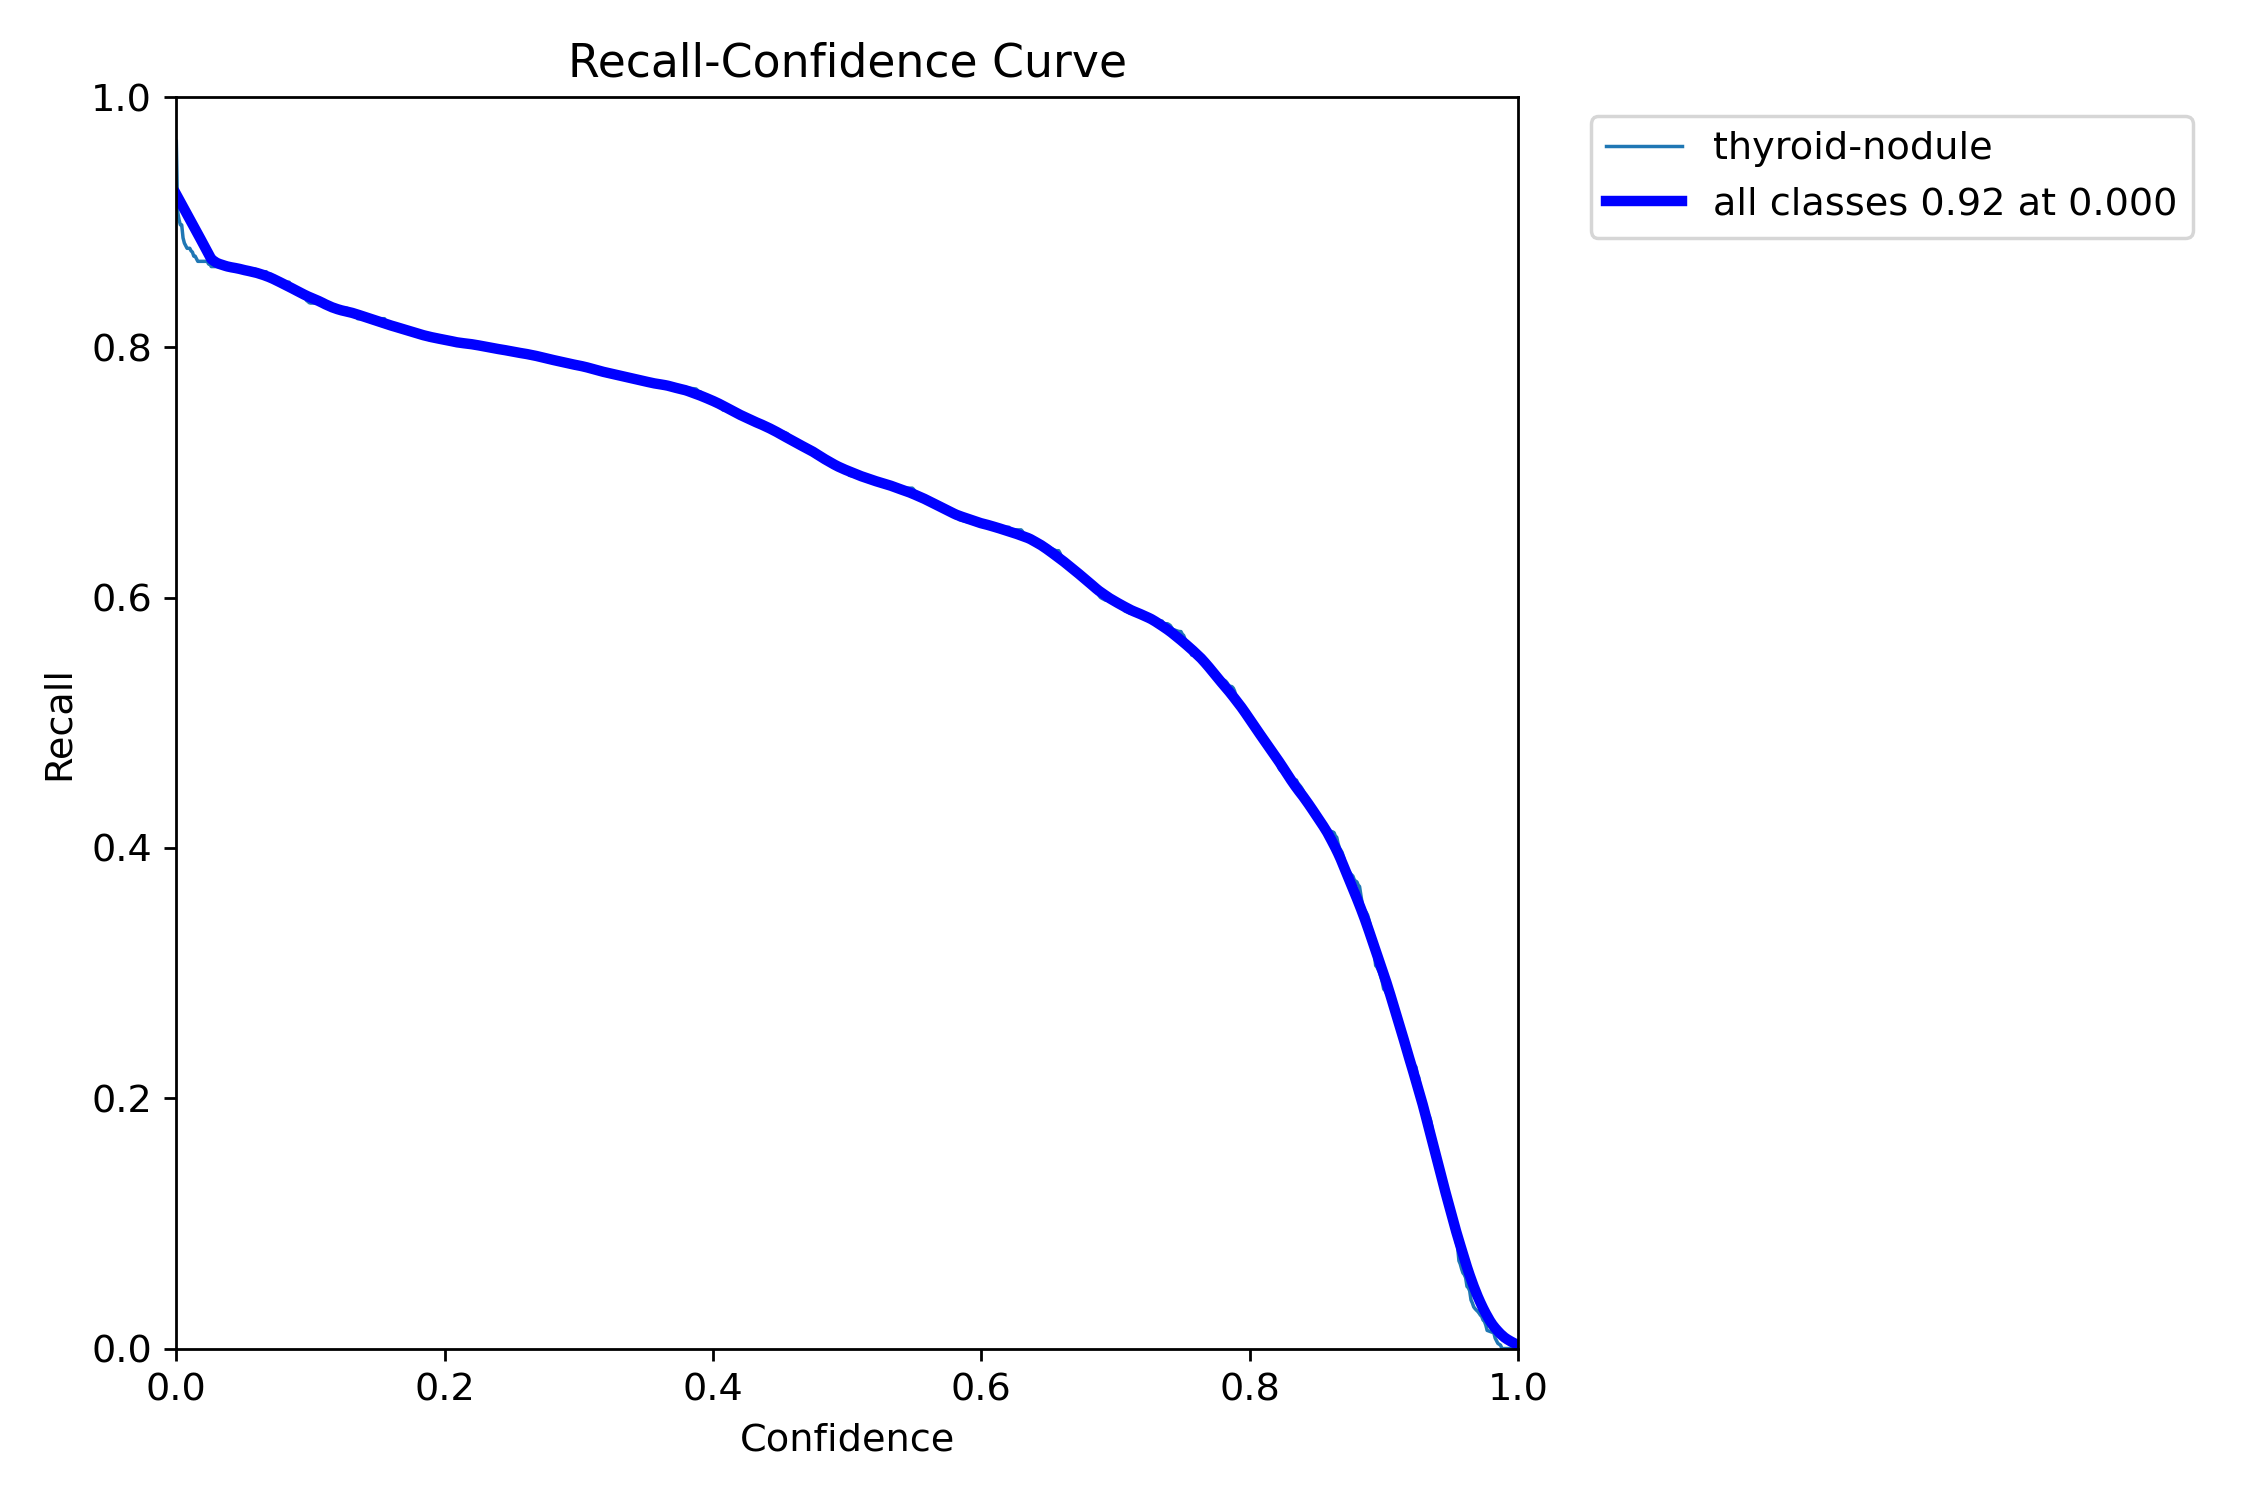 Recall-Confidence Curve
1.0
0.8
0.6
0.4
0.2
0.0
Recall
0.0 0.2 0.4 0.6 0.8 1.0
Confidence
thyroid-nodule
all classes 0.92 at 0.000